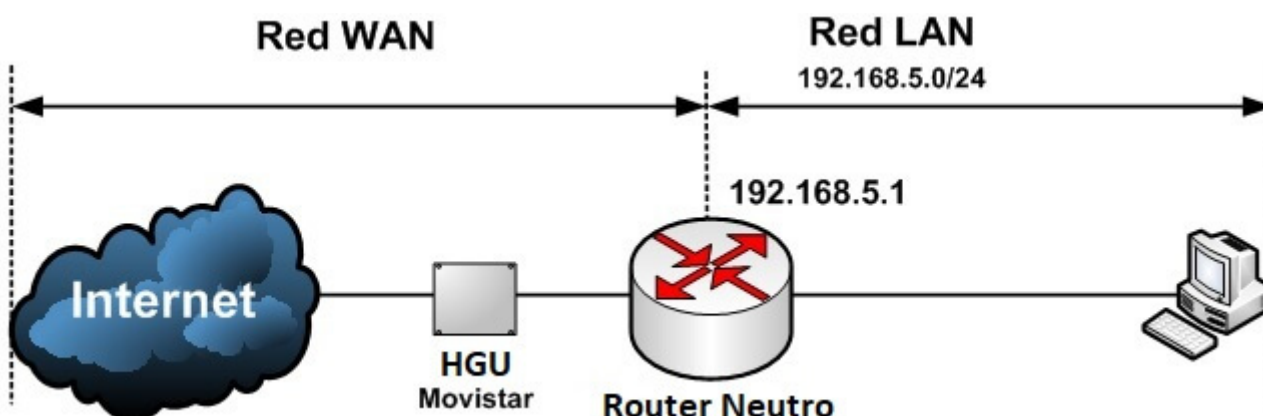 Red WAN
Red LAN
192.168.5.0/24
192.168.5.1
Internet
HGU
Movistar
Router Neutro